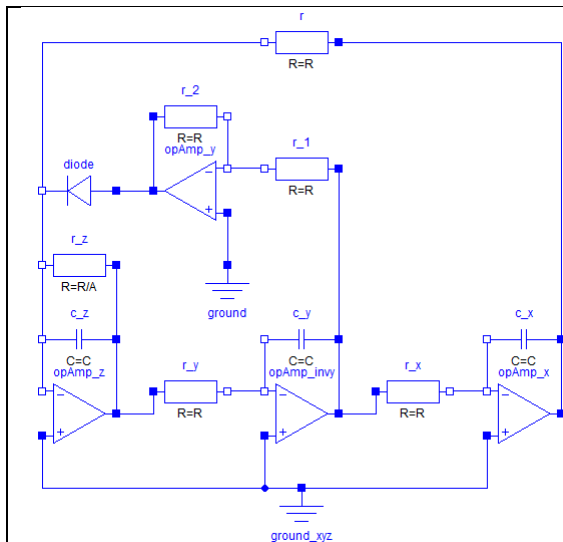 r
R=R
r_2
R=R
opAmp_y
r_1
R=R
diode
-
+
r_z
R=R/A
ground
c_z
C=C
opAmp_z
r_y
R=R
c_y
C=C
opAmp_invy
r_x
R=R
c_x
C=C
opAmp_x
-
+
-
+
-
+
ground_xyz